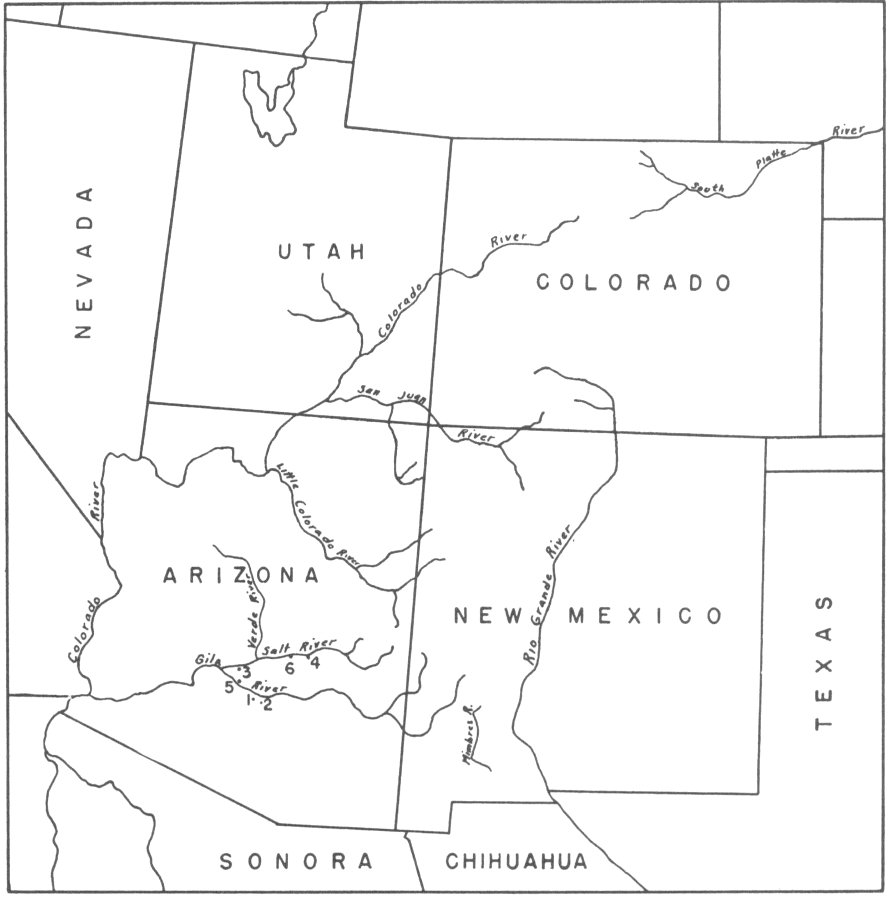 River
Platte
South
NEVADA
UTAH
River
COLORADO
Colorado
San Juan
River
Little
Colorado River
River
River
ARIZONA
Verde River
Rio Grande
NEW MEXICO
TEXAS
Colorado
Salt River
Gila
3
6
4
5
River
1
2
Mimbres R.
SONORA
CHIHUAHUA